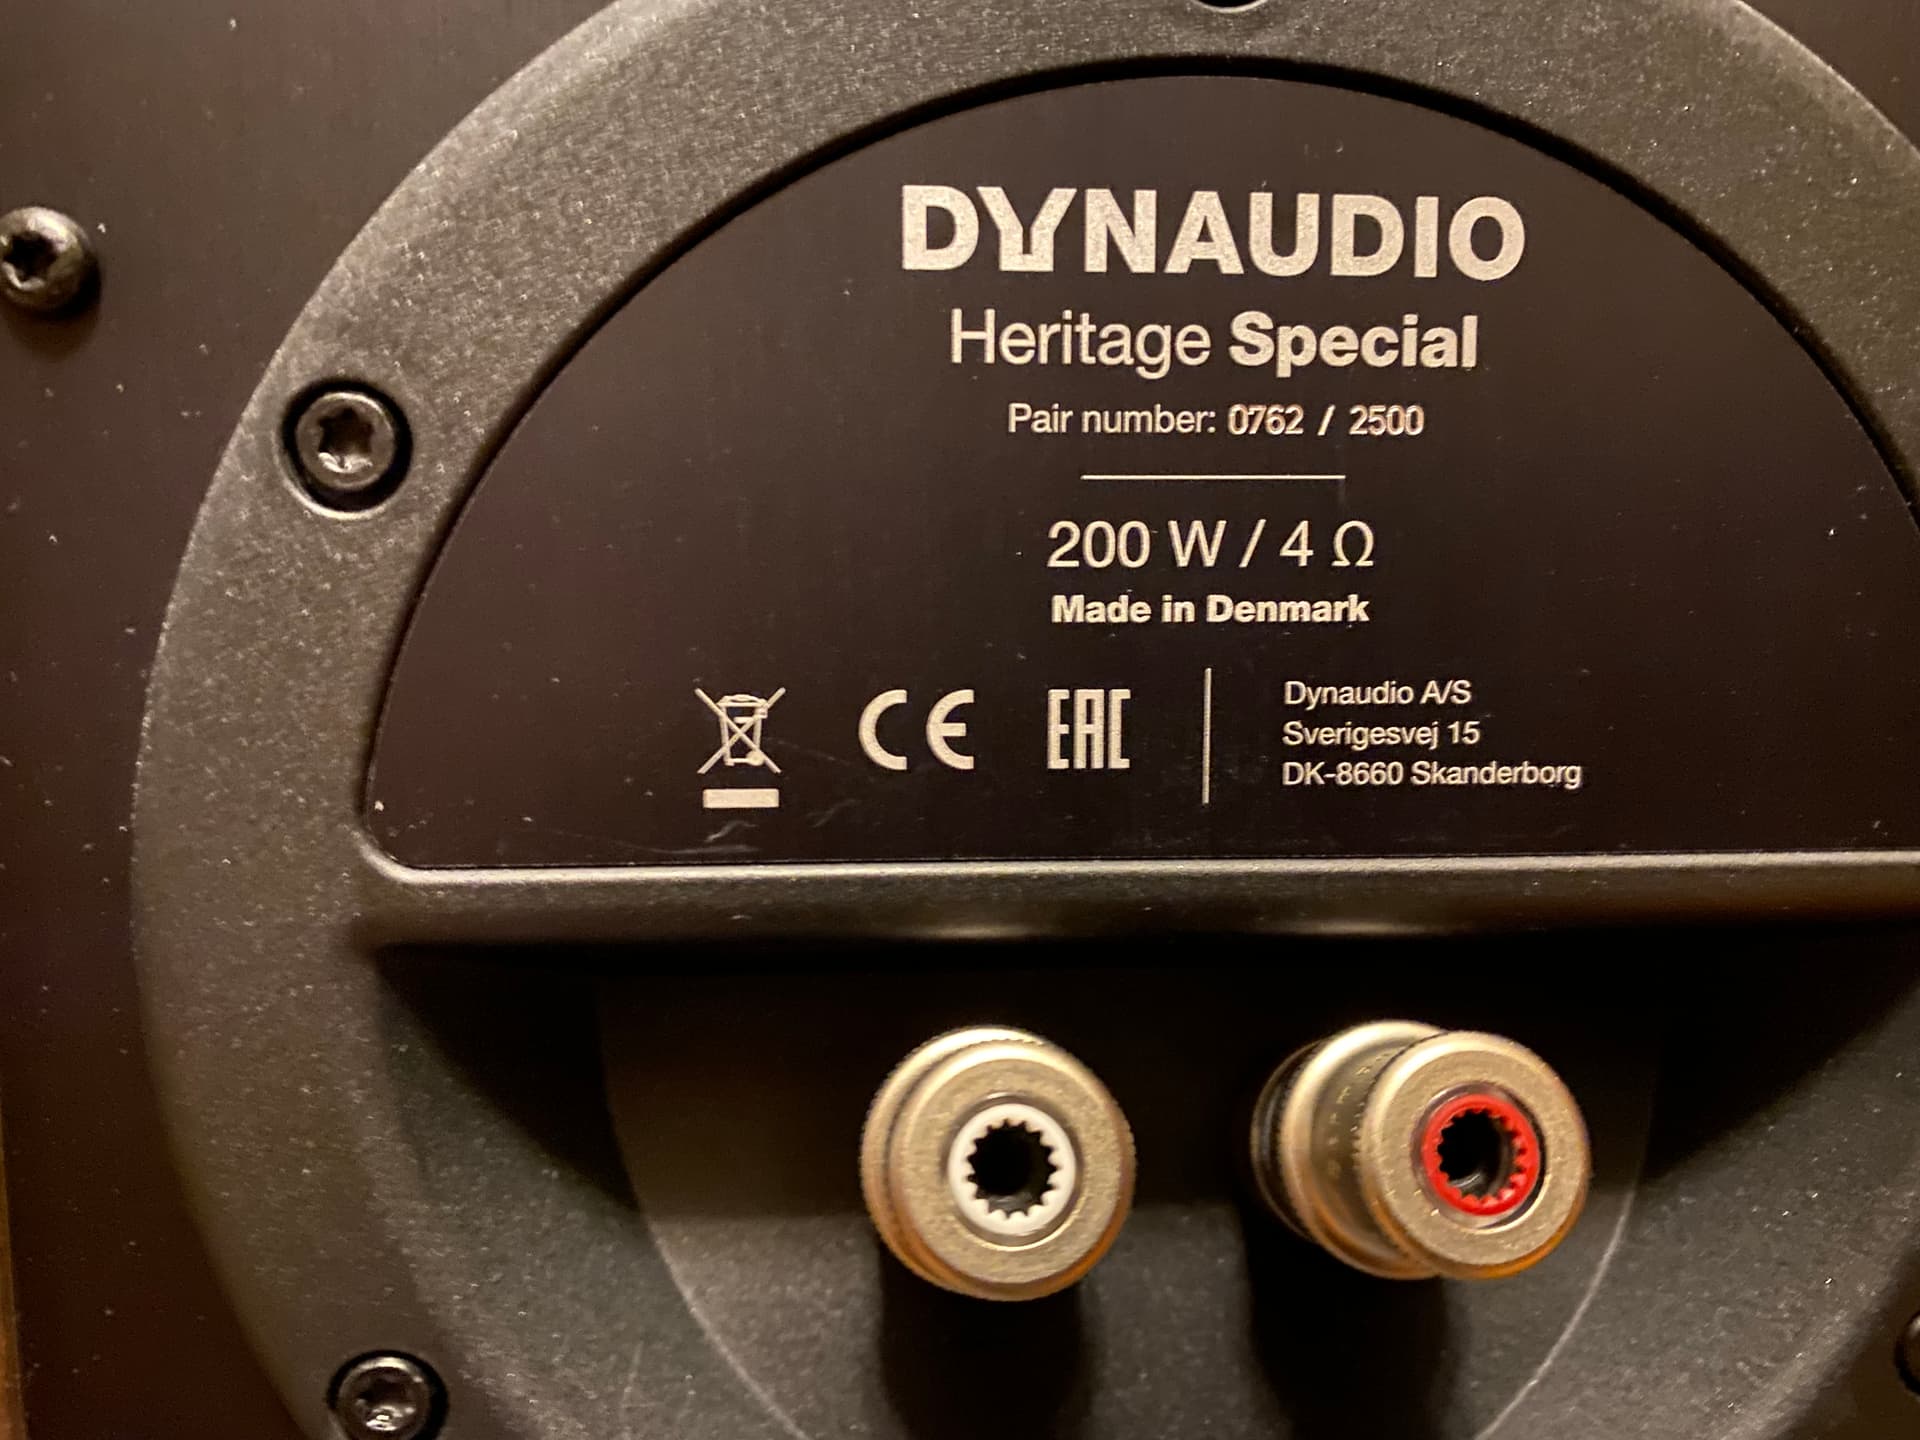 DYNAUDIO
Heritage Special
Pair number: 0762 / 2500
200 W / 4 Ω
Made in Denmark
CE
EAC
Dynaudio A/S
Sverigesvej 15
DK-8660 Skanderborg